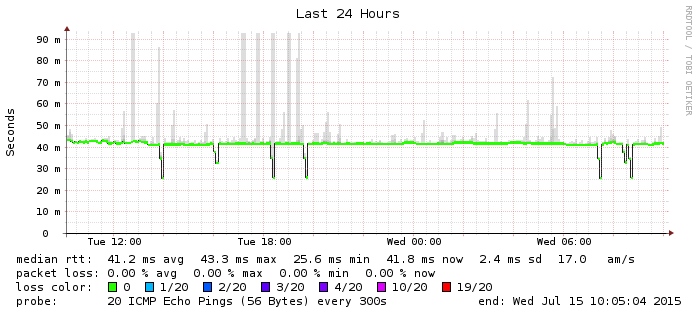 Last 24 Hours
RRDTOOL / TOBI OETIKER
Seconds
90 m
80 m
70 m
60 m
50 m
40 m
30 m
20 m
10 m
0
Tue 12:00 Tue 18:00 Wed 00:00 Wed 06:00
median rtt: 41.2 ms avg 43.3 ms max 25.6 ms min 41.8 ms now 2.4 ms sd 17.0 am/s
packet loss: 0.00 % avg 0.00 % max 0.00 % min 0.00 % now
loss color: 0 1/20 2/20 3/20 4/20 10/20 19/20
probe: 20 ICMP Echo Pings (56 Bytes) every 300s end: Wed Jul 15 10:05:04 2015